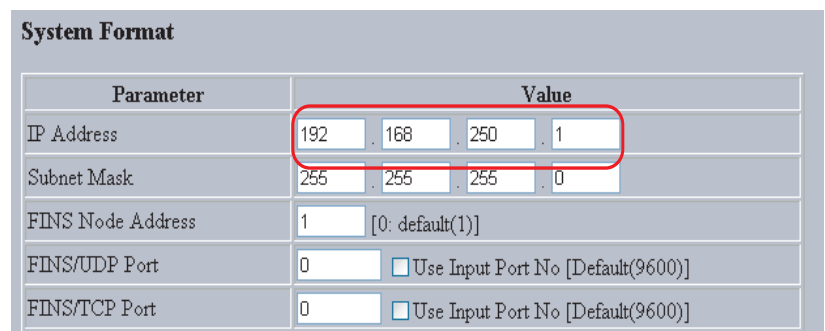 System Format
Parameter Value
IP Address 192 . 168 . 250 . 1
Subnet Mask 255 . 255 . 255 . 0
FINS Node Address 1 [0: default(1)]
FINS/UDP Port 0 Use Input Port No [Default(9600)]
FINS/TCP Port 0 Use Input Port No [Default(9600)]